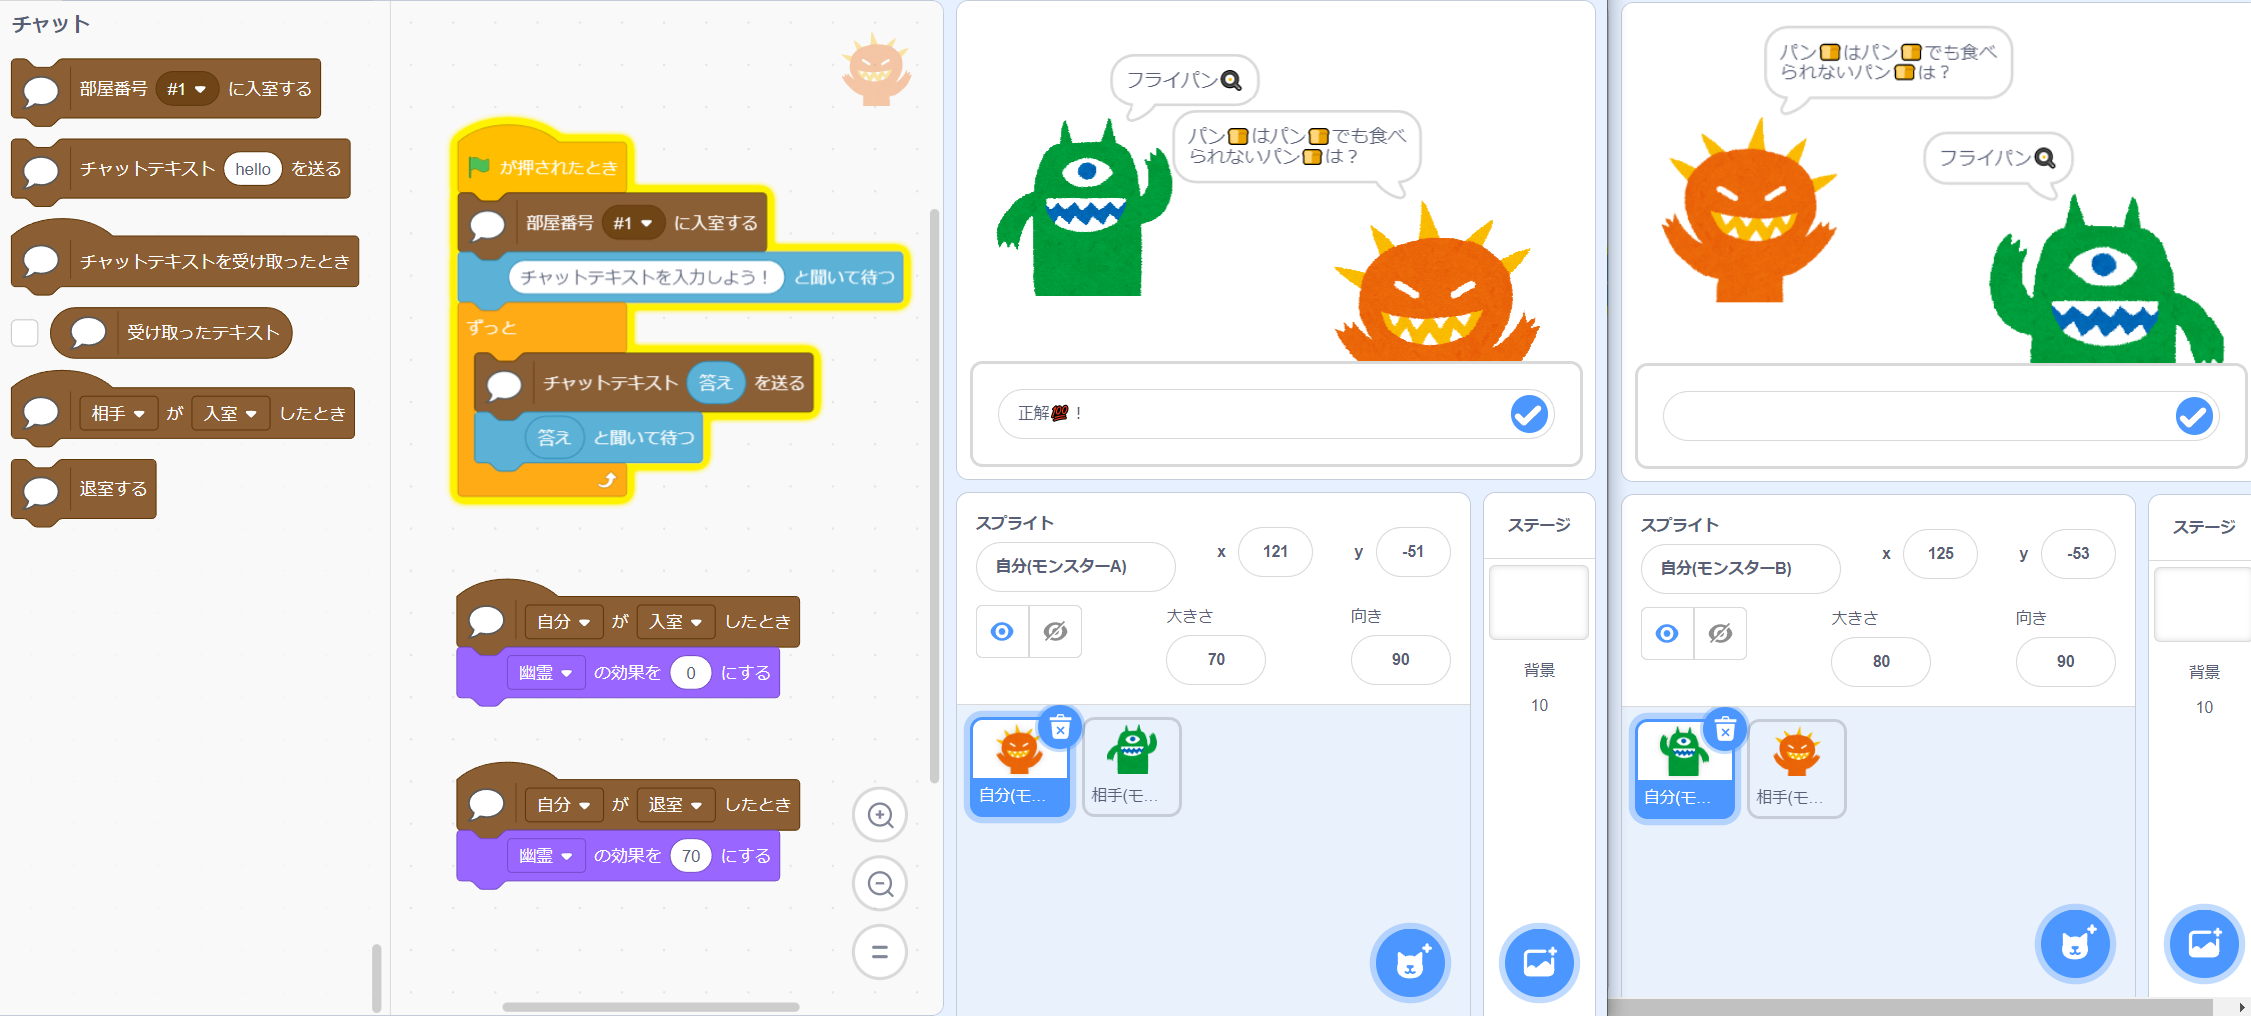 チャット
部屋番号 #1 に入室する
チャットテキスト hello を送る
チャットテキストを受け取ったとき
受け取ったテキスト
相手 が 入室 したとき
退室する
が押されたとき
部屋番号 #1 に入室する
チャットテキストを入力しよう！ と聞いて待つ
ずっと
チャットテキスト 答え を送る
答え と聞いて待つ
自分 が 入室 したとき
幽霊 の効果を 0 にする
自分 が 退室 したとき
幽霊 の効果を 70 にする
フライパン🍳
パン🍞はパン🍞でも食べ
られないパン🍞は？
正解💯！
スプライト
自分(モンスターA)
x 121 y -51
大きさ 向き
70 90
自分(モ...
相手(モ...
ステージ
背景
10
パン🍞はパン🍞でも食べ
られないパン🍞は？
フライパン🍳
スプライト
自分(モンスターB)
x 125 y -53
大きさ 向き
80 90
自分(モ...
相手(モ...
ステージ
背景
10